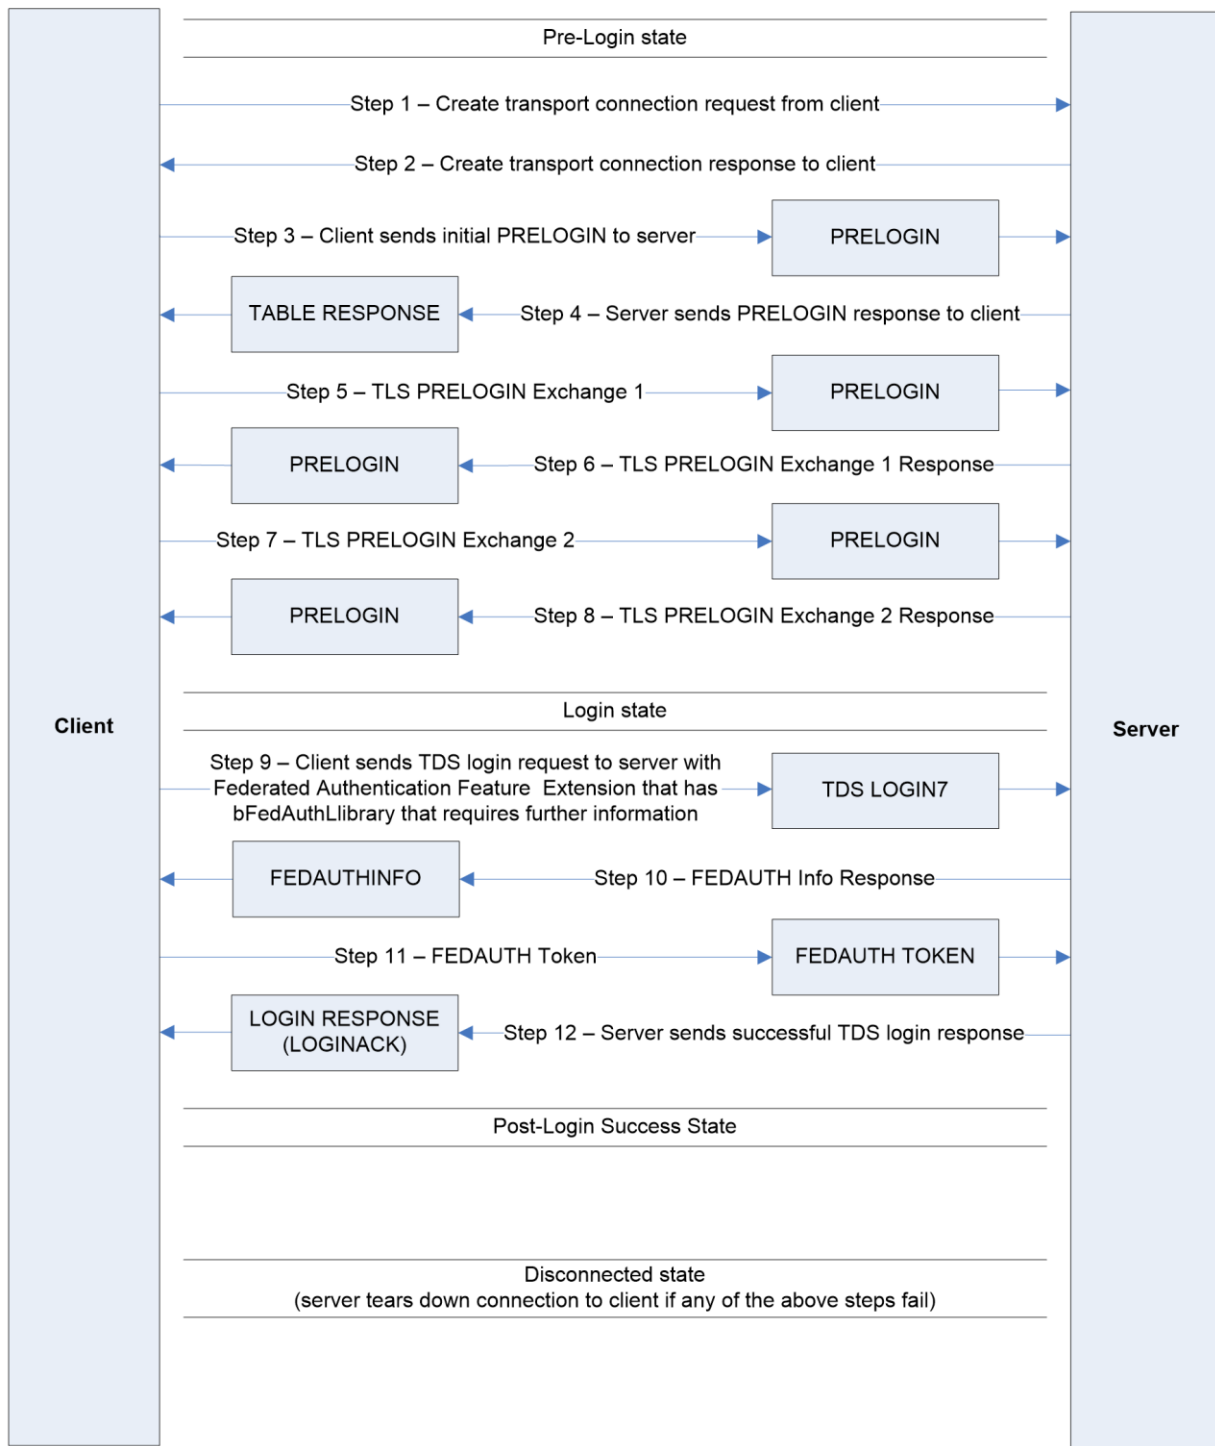 Pre-Login state
Step 1 – Create transport connection request from client
Step 2 – Create transport connection response to client
Step 3 – Client sends initial PRELOGIN to server
PRELOGIN
TABLE RESPONSE
Step 4 – Server sends PRELOGIN response to client
Step 5 – TLS PRELOGIN Exchange 1
PRELOGIN
PRELOGIN
Step 6 – TLS PRELOGIN Exchange 1 Response
Step 7 – TLS PRELOGIN Exchange 2
PRELOGIN
PRELOGIN
Step 8 – TLS PRELOGIN Exchange 2 Response
Client
Login state
Server
Step 9 – Client sends TDS login request to server with
Federated Authentication Feature  Extension that has
bFedAuthLlibrary that requires further information
TDS LOGIN7
FEDAUTHINFO
Step 10 – FEDAUTH Info Response
Step 11 – FEDAUTH Token
FEDAUTH TOKEN
LOGIN RESPONSE
(LOGINACK)
Step 12 – Server sends successful TDS login response
Post-Login Success State
Disconnected state
(server tears down connection to client if any of the above steps fail)